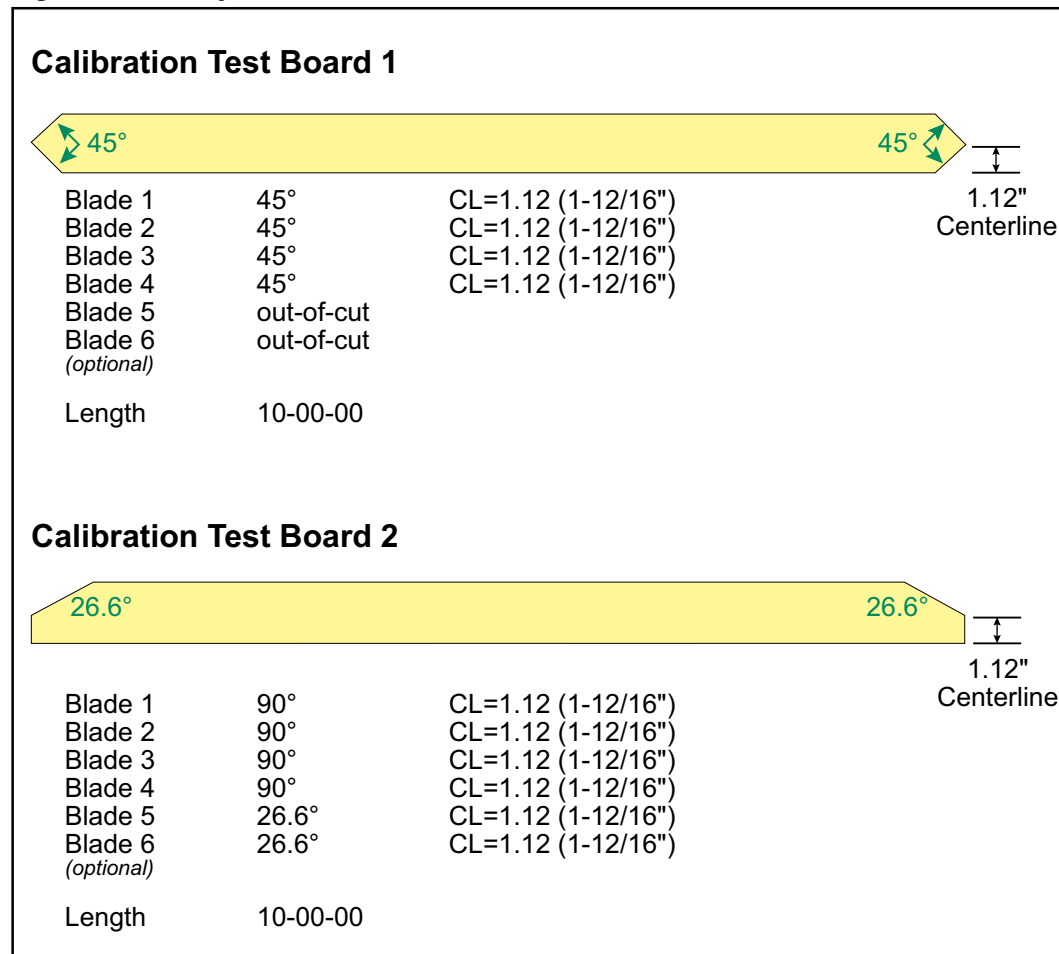 Calibration Test Board 1
45°
45°
1.12"
Centerline
Blade 1 45° CL=1.12 (1-12/16")
Blade 2 45° CL=1.12 (1-12/16")
Blade 3 45° CL=1.12 (1-12/16")
Blade 4 45° CL=1.12 (1-12/16")
Blade 5 out-of-cut
Blade 6 out-of-cut
(optional)
Length 10-00-00
Calibration Test Board 2
26.6°
26.6°
1.12"
Centerline
Blade 1 90° CL=1.12 (1-12/16")
Blade 2 90° CL=1.12 (1-12/16")
Blade 3 90° CL=1.12 (1-12/16")
Blade 4 90° CL=1.12 (1-12/16")
Blade 5 26.6° CL=1.12 (1-12/16")
Blade 6 26.6° CL=1.12 (1-12/16")
(optional)
Length 10-00-00